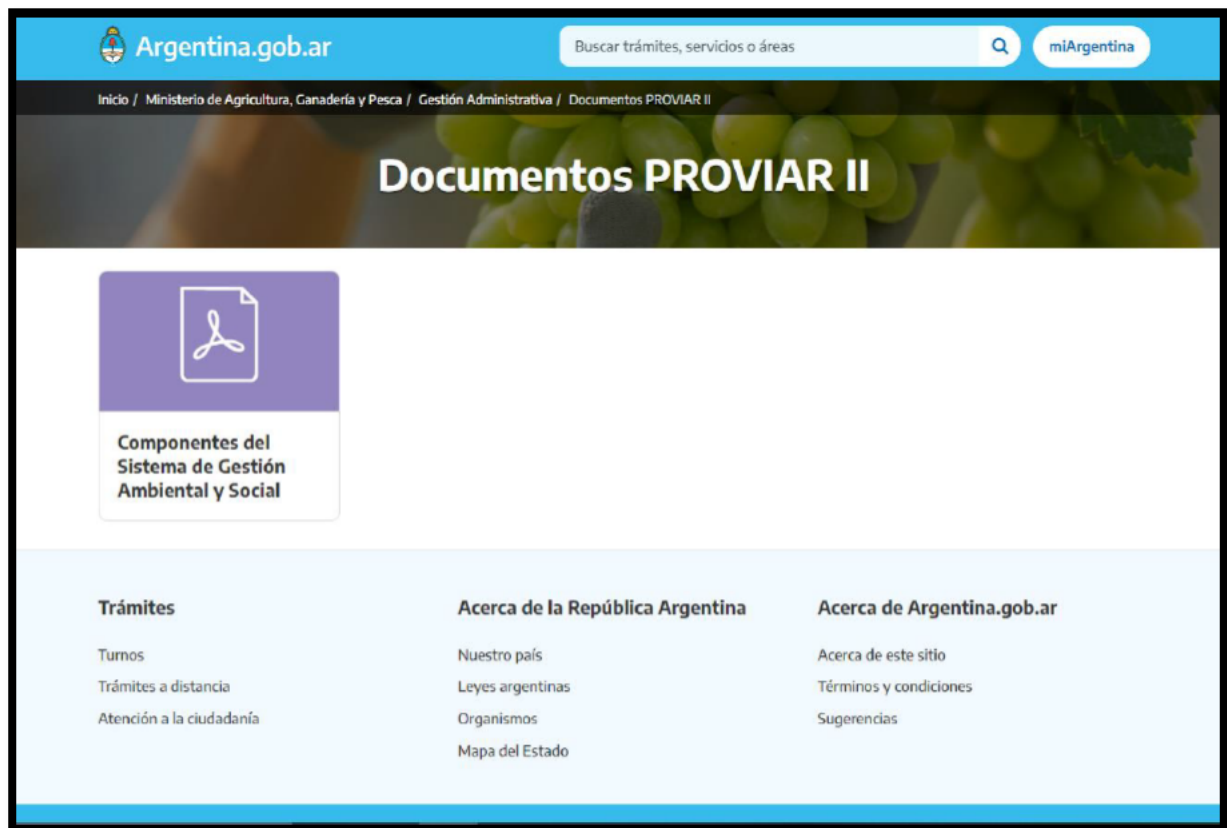 Argentina.gob.ar
Buscar trámites, servicios o áreas
miArgentina
Inicio / Ministerio de Agricultura, Ganadería y Pesca / Gestión Administrativa / Documentos PROVIAR II
Documentos PROVIAR II
Componentes del
Sistema de Gestión
Ambiental y Social
Trámites
Turnos
Trámites a distancia
Atención a la ciudadanía
Acerca de la República Argentina
Nuestro país
Leyes argentinas
Organismos
Mapa del Estado
Acerca de Argentina.gob.ar
Acerca de este sitio
Términos y condiciones
Sugerencias